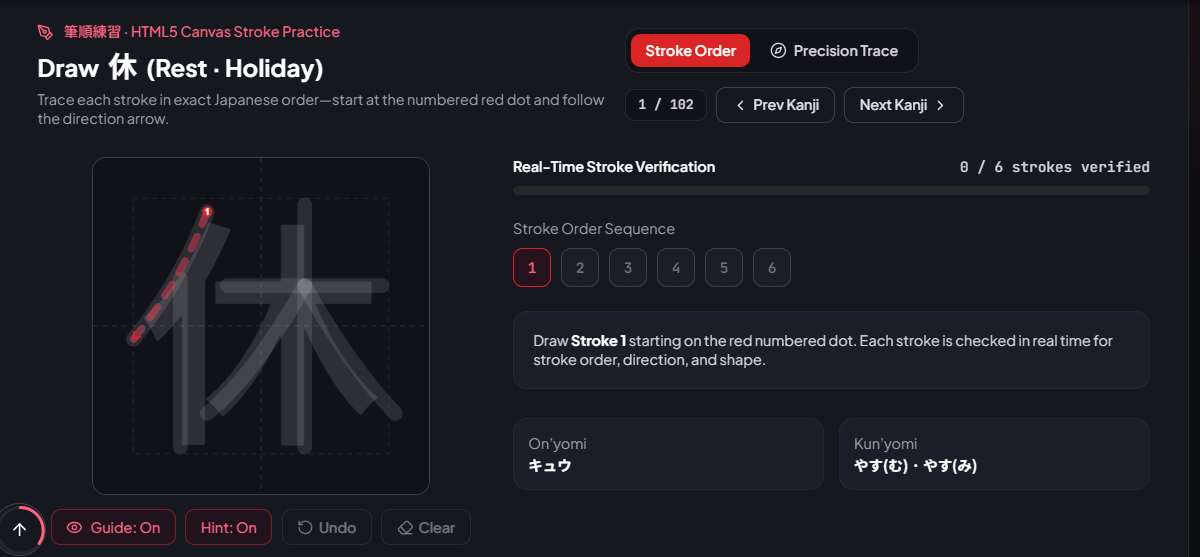 筆順練習 · HTML5 Canvas Stroke Practice
Draw 休 (Rest · Holiday)
Trace each stroke in exact Japanese order—start at the numbered red dot and follow
the direction arrow.
Stroke Order
Precision Trace
1 / 102
Prev Kanji
Next Kanji
1
休
Real-Time Stroke Verification
0 / 6 strokes verified
Stroke Order Sequence
1 2 3 4 5 6
Draw Stroke 1 starting on the red numbered dot. Each stroke is checked in real time for
stroke order, direction, and shape.
On'yomi
キュウ
Kun'yomi
やす(む)・やす(み)
Guide: On
Hint: On
Undo
Clear